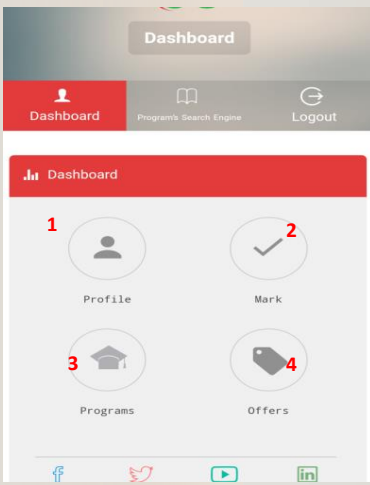 Dashboard
Dashboard
Program's Search Engine
Logout
Dashboard
1
2
Profile
Mark
3
4
Programs
Offers